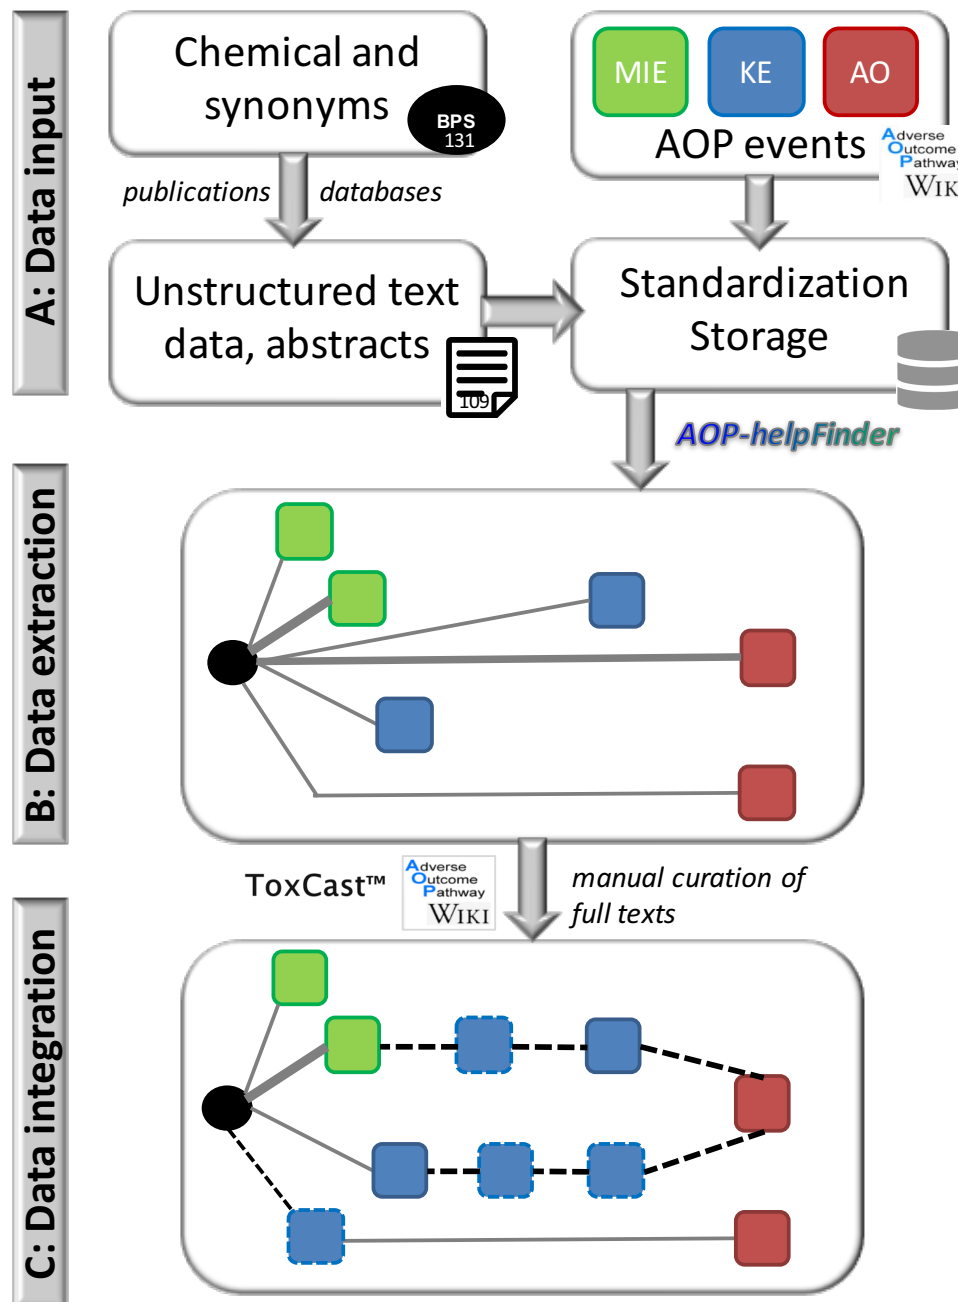 A: Data input
Chemical and
synonyms
BPS
131
MIE
KE
AO
AOP events
Adverse
Outcome
Pathway
WIKI
publications
databases
Unstructured text
data, abstracts
109
Standardization
Storage
AOP-helpFinder
B: Data extraction
ToxCast™
Adverse
Outcome
Pathway
WIKI
manual curation of
full texts
C: Data integration